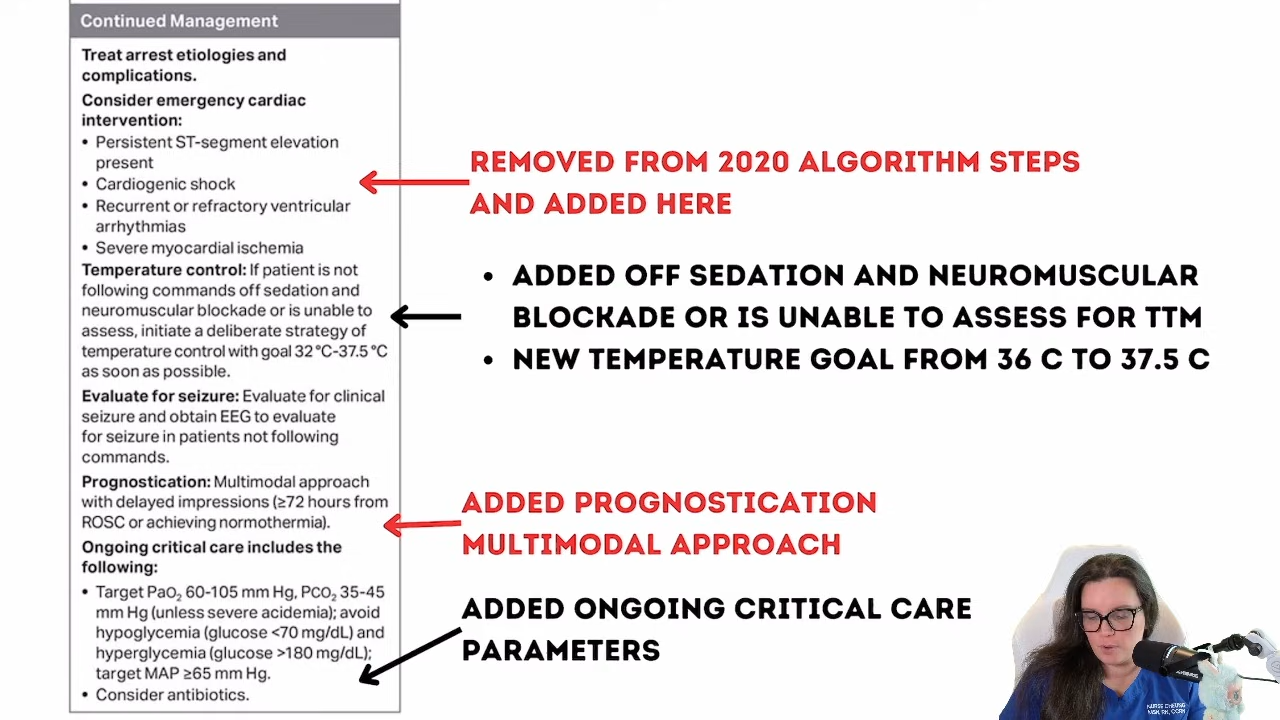 Continued Management
Treat arrest etiologies and
complications.
Consider emergency cardiac
intervention:
• Persistent ST-segment elevation
present
• Cardiogenic shock
• Recurrent or refractory ventricular
arrhythmias
• Severe myocardial ischemia
Temperature control: If patient is not
following commands off sedation and
neuromuscular blockade or is unable to
assess, initiate a deliberate strategy of
temperature control with goal 32 °C-37.5 °C
as soon as possible.
Evaluate for seizure: Evaluate for clinical
seizure and obtain EEG to evaluate
for seizure in patients not following
commands.
Prognostication: Multimodal approach
with delayed impressions (≥72 hours from
ROSC or achieving normothermia).
Ongoing critical care includes the
following:
• Target PaO₂ 60-105 mm Hg, PCO₂ 35-45
mm Hg (unless severe acidemia); avoid
hypoglycemia (glucose <70 mg/dL) and
hyperglycemia (glucose >180 mg/dL);
target MAP ≥65 mm Hg.
• Consider antibiotics.
REMOVED FROM 2020 ALGORITHM STEPS
AND ADDED HERE
• ADDED OFF SEDATION AND NEUROMUSCULAR
BLOCKADE OR IS UNABLE TO ASSESS FOR TTM
• NEW TEMPERATURE GOAL FROM 36 C TO 37.5 C
ADDED PROGNOSTICATION
MULTIMODAL APPROACH
ADDED ONGOING CRITICAL CARE
PARAMETERS
NURSE CHEUNG
MSN, RN, CCRN